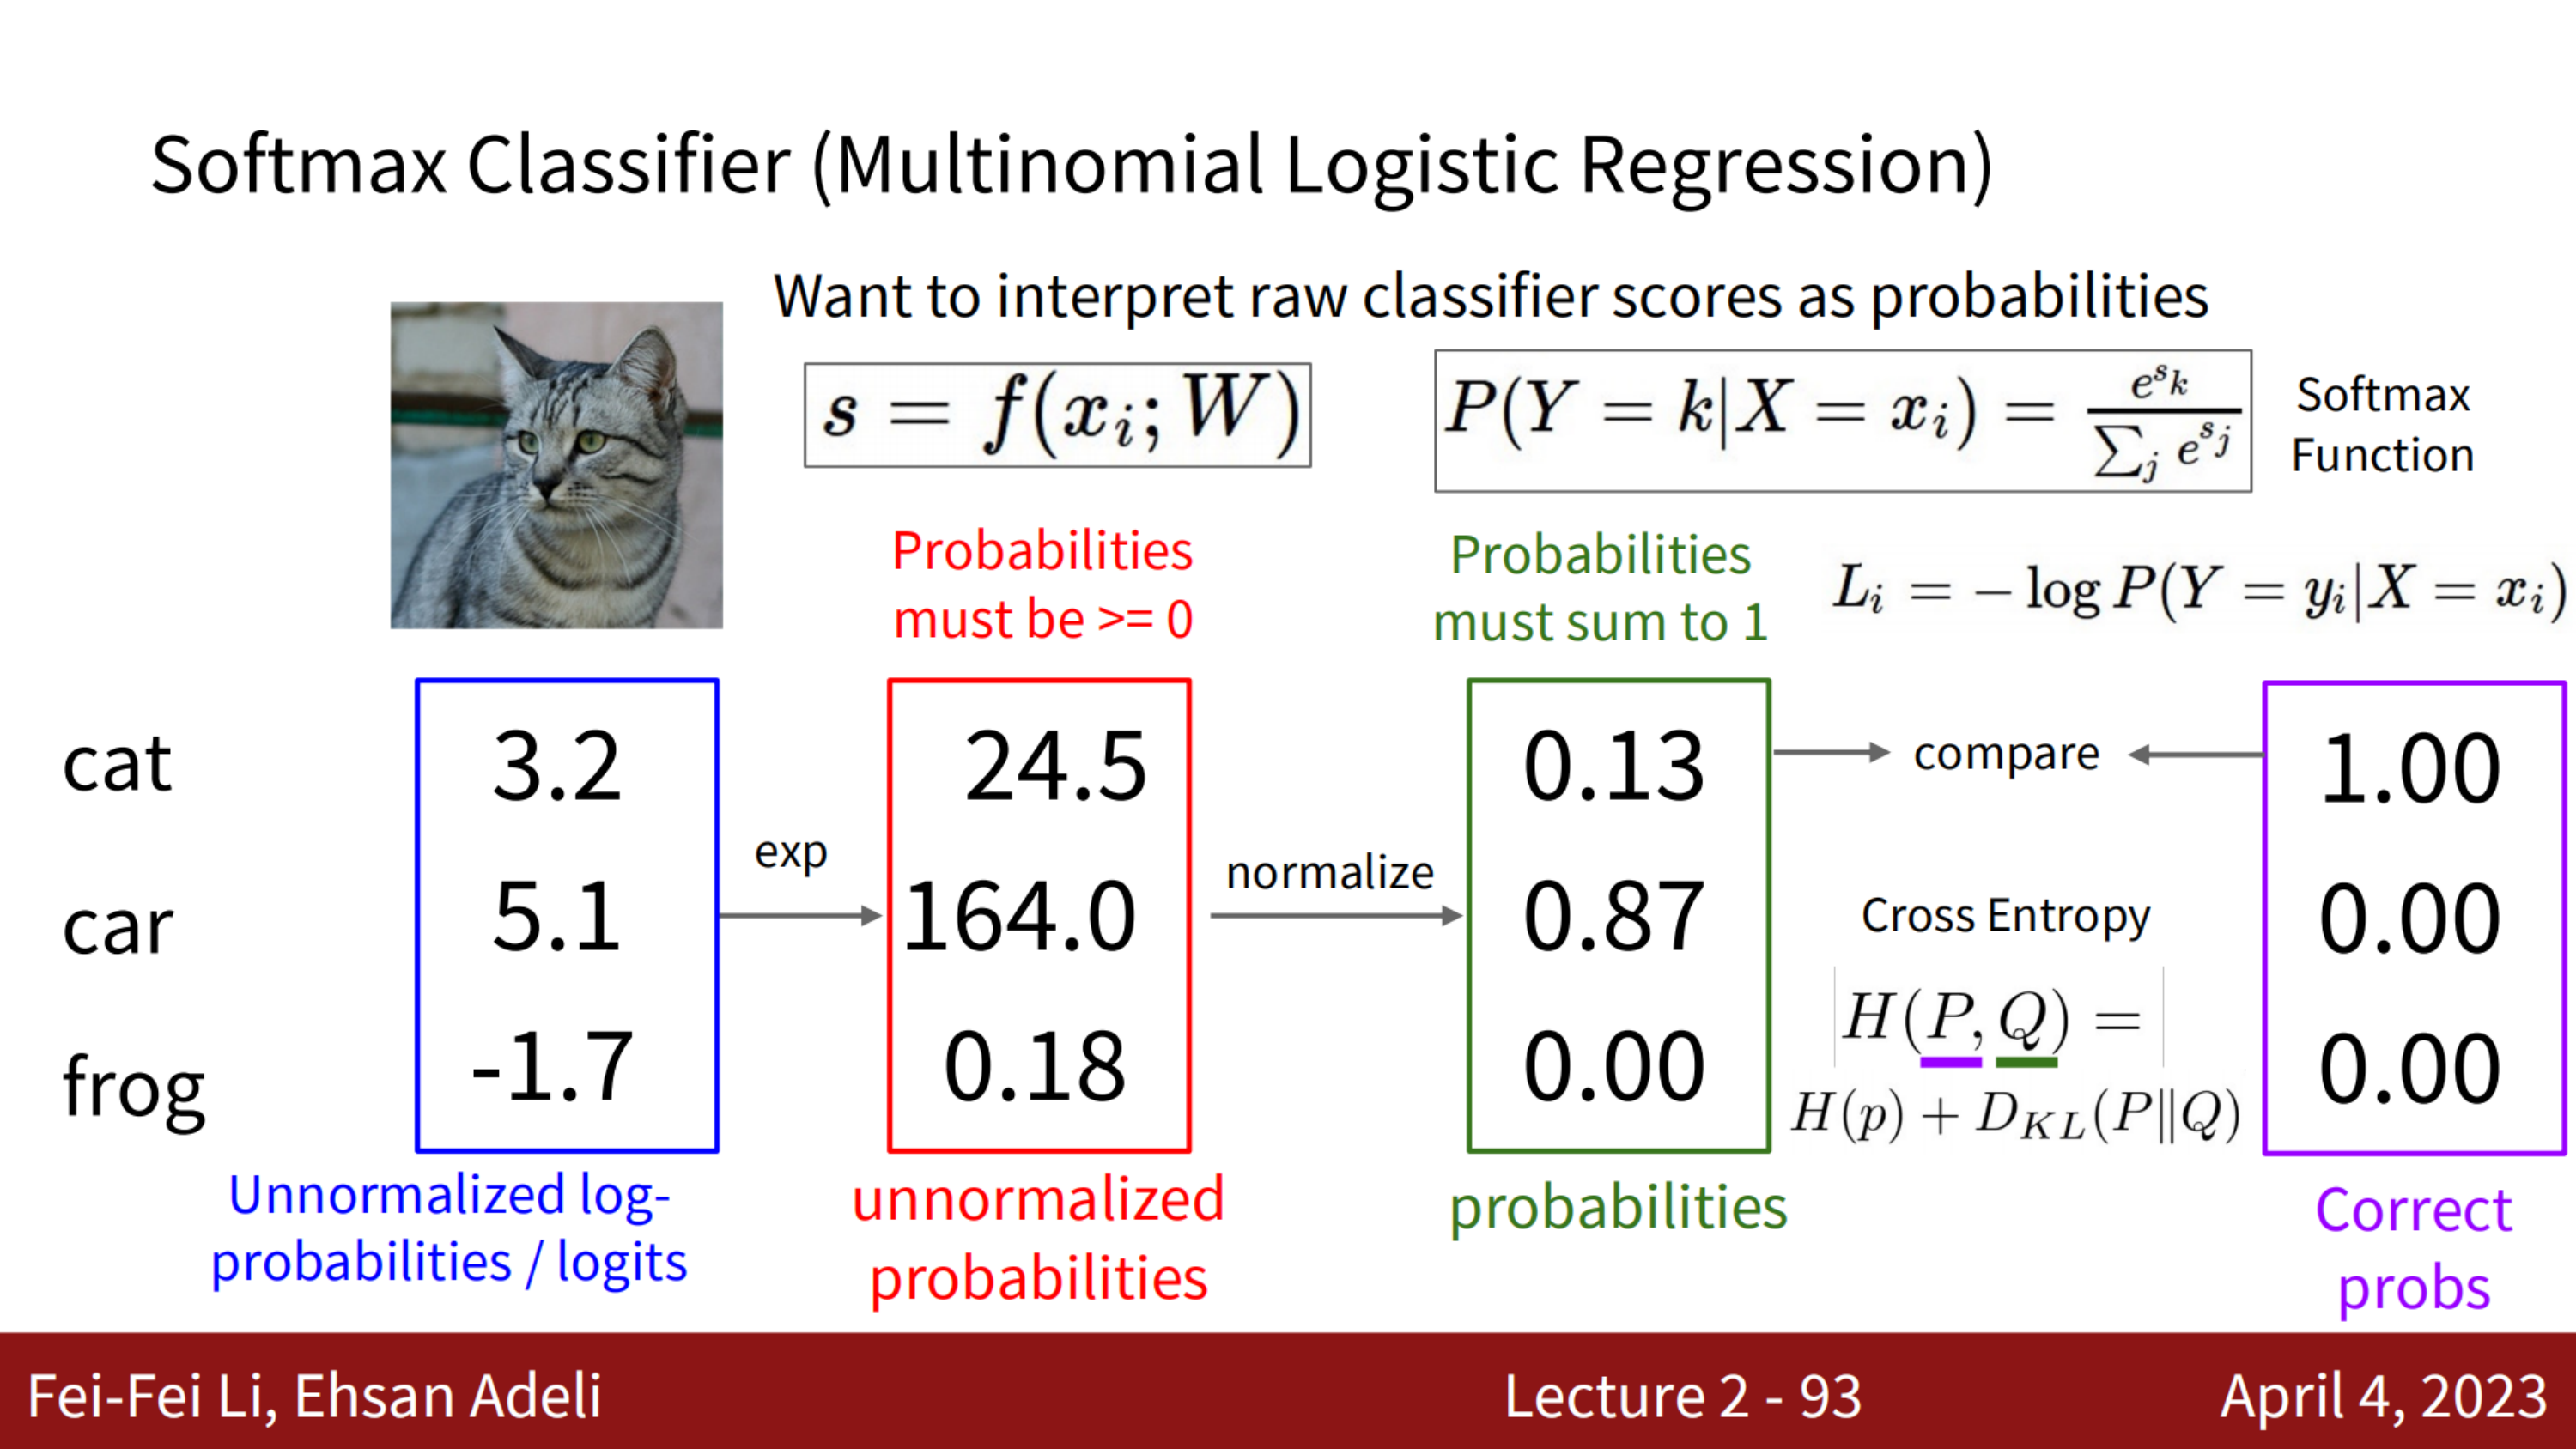 Softmax Classifier (Multinomial Logistic Regression)
Want to interpret raw classifier scores as probabilities
s = f(x_i; W)
P(Y = k|X = x_i) = \frac{e^{s_k}}{\sum_j e^{s_j}}
Softmax
Function
Probabilities
must be >= 0
Probabilities
must sum to 1
L_i = − log P(Y = y_i|X = x_i)
cat
3.2
24.5
0.13
compare
1.00
exp
normalize
car
5.1
164.0
0.87
Cross Entropy
0.00
H(P, Q) =
frog
-1.7
0.18
0.00
H(p) + D_{KL}(P‖Q)
0.00
Unnormalized log-
probabilities / logits
unnormalized
probabilities
probabilities
Correct
probs
Fei-Fei Li, Ehsan Adeli
Lecture 2 - 93
April 4, 2023